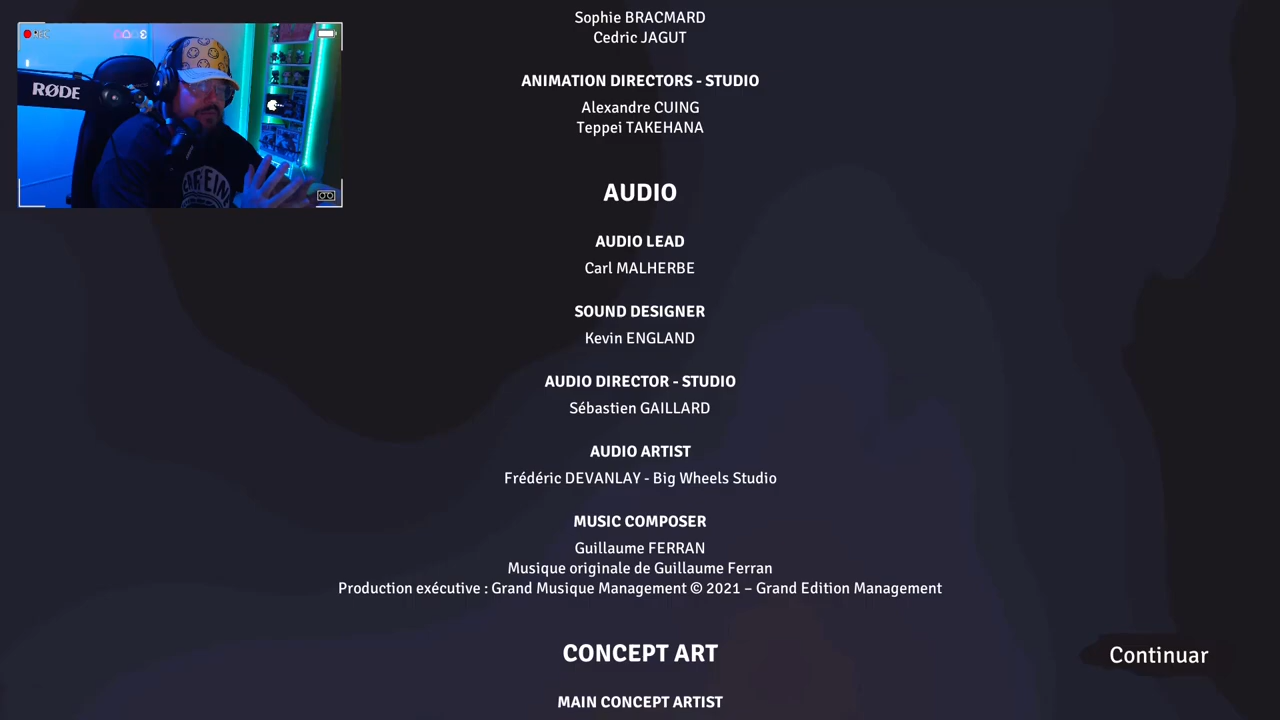 RØDE
Sophie BRACMARD
Cedric JAGUT
ANIMATION DIRECTORS - STUDIO
Alexandre CUING
Teppei TAKEHANA
AUDIO
AUDIO LEAD
Carl MALHERBE
SOUND DESIGNER
Kevin ENGLAND
AUDIO DIRECTOR - STUDIO
Sébastien GAILLARD
AUDIO ARTIST
Frédéric DEVANLAY - Big Wheels Studio
MUSIC COMPOSER
Guillaume FERRAN
Musique originale de Guillaume Ferran
Production exécutive : Grand Musique Management © 2021 – Grand Edition Management
CONCEPT ART
MAIN CONCEPT ARTIST
Continuar